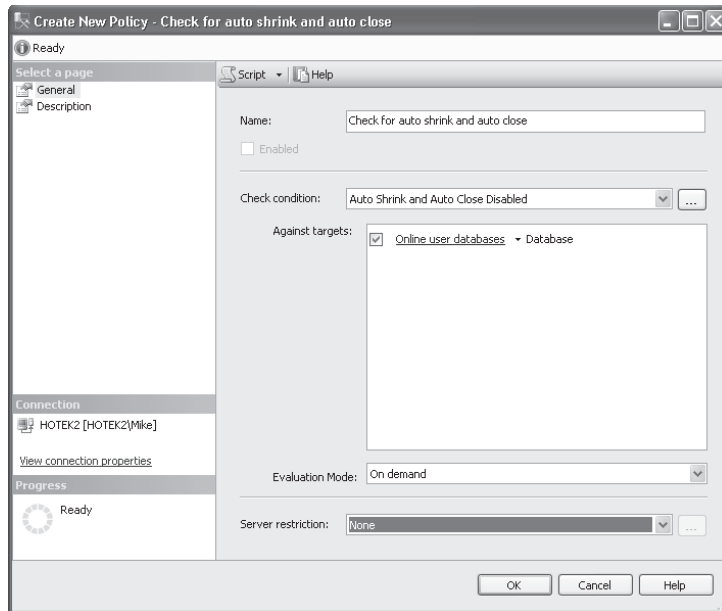 Create New Policy - Check for auto shrink and auto close
Ready
Select a page
General
Description
Script
Help
Name: Check for auto shrink and auto close
Enabled
Check condition: Auto Shrink and Auto Close Disabled ...
Against targets: Online user databases Database
Connection
HOTEK2 [HOTEK2\Mike]
View connection properties
Progress
Ready
Evaluation Mode: On demand
Server restriction: None ...
OK Cancel Help